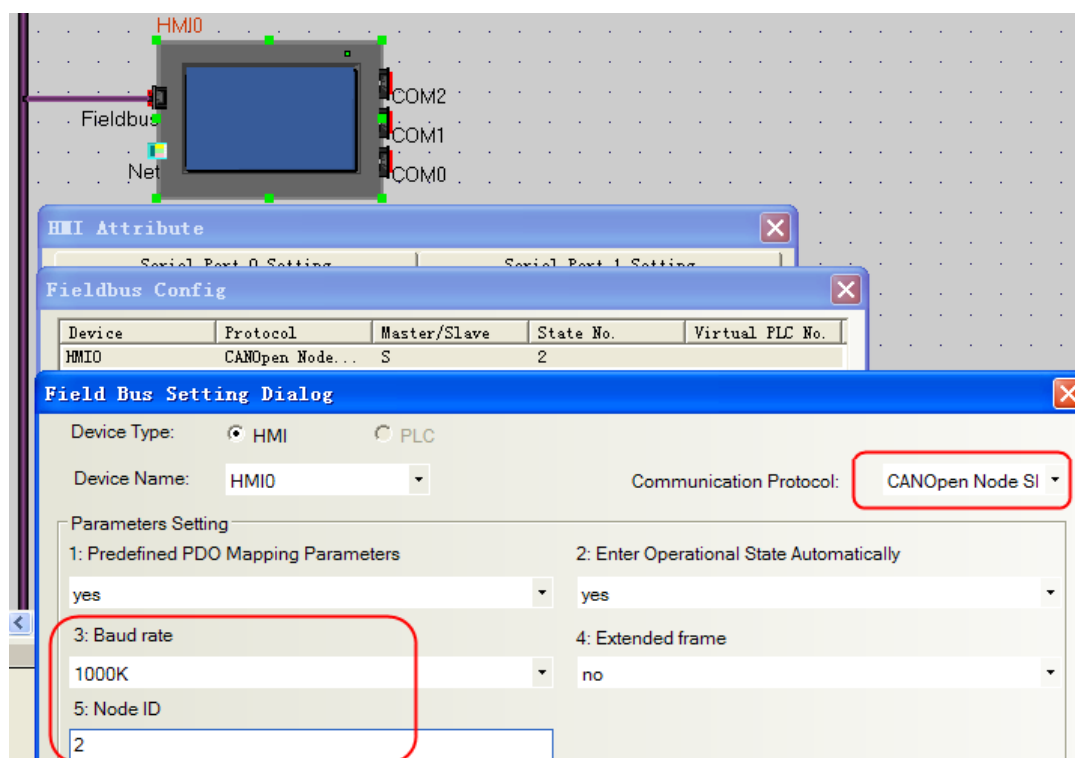 HMI0
COM2
Fieldbus
COM1
Net
COM0
HMI Attribute
Serial Port 0 Setting Serial Port 1 Setting
Fieldbus Config
Device Protocol Master/Slave State No. Virtual PLC No.
HMI0 CANOpen Node... S 2
Field Bus Setting Dialog
Device Type: HMI PLC
Device Name: HMI0 Communication Protocol: CANOpen Node Sl
Parameters Setting
1: Predefined PDO Mapping Parameters 2: Enter Operational State Automatically
yes yes
3: Baud rate 4: Extended frame
1000K no
5: Node ID
2